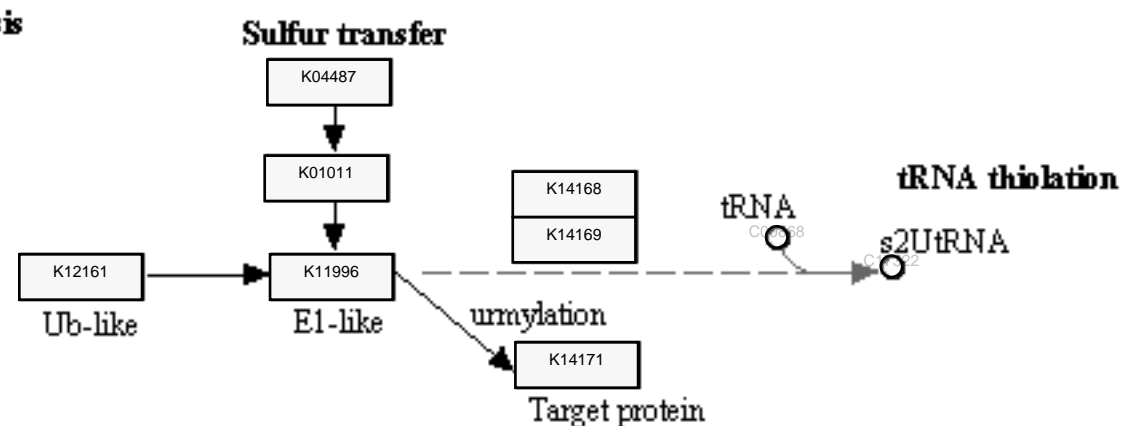 sis
Sulfur transfer
K04487
K01011
K14168
K14169
tRNA thiolation
tRNA
s2UtRNA
K12161
K11996
Ub-like
E1-like
urmylation
K14171
Target protein